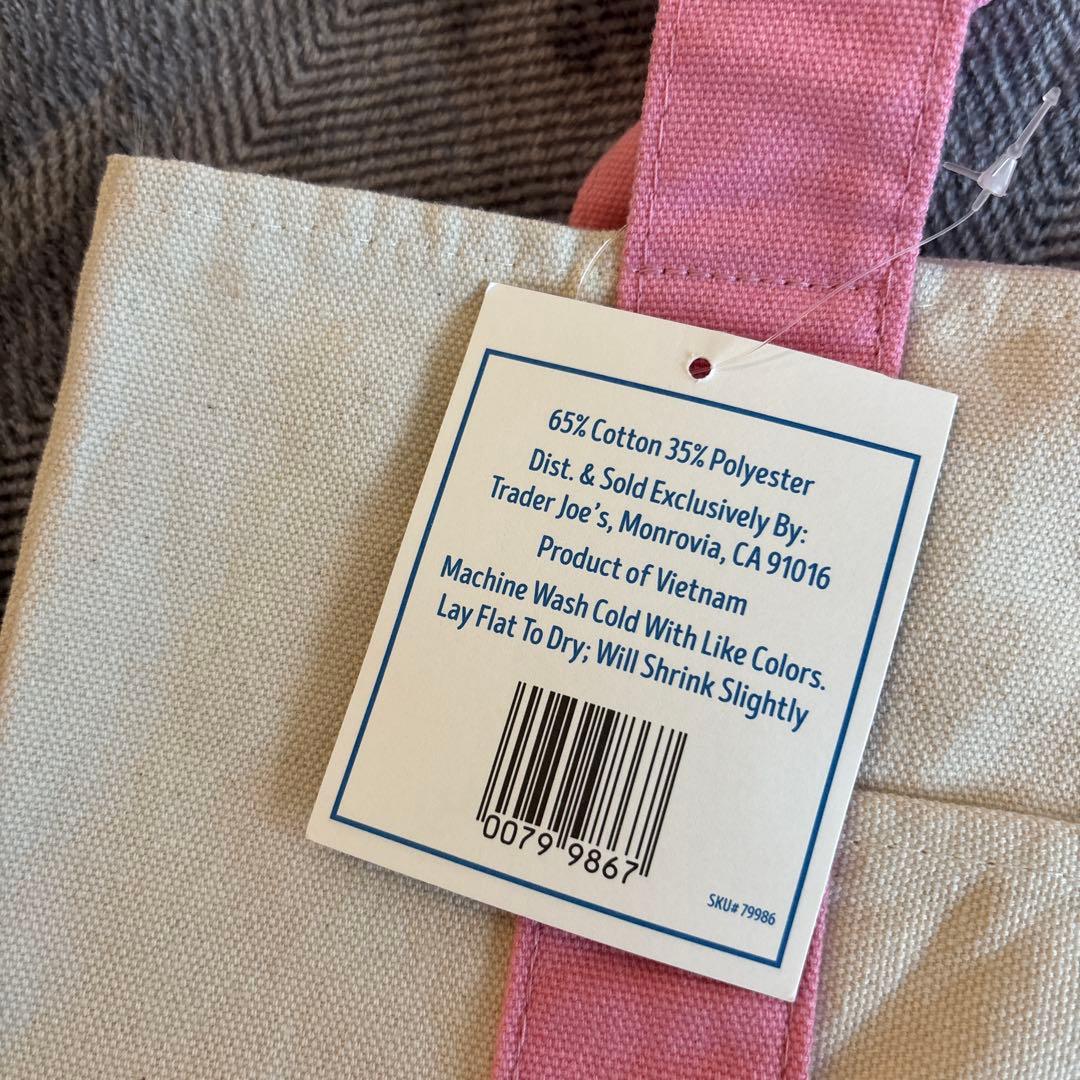 65% Cotton 35% Polyester
Dist. & Sold Exclusively By:
Trader Joe's, Monrovia, CA 91016
Product of Vietnam
Machine Wash Cold With Like Colors.
Lay Flat To Dry; Will Shrink Slightly
0079 9867
SKU# 79986